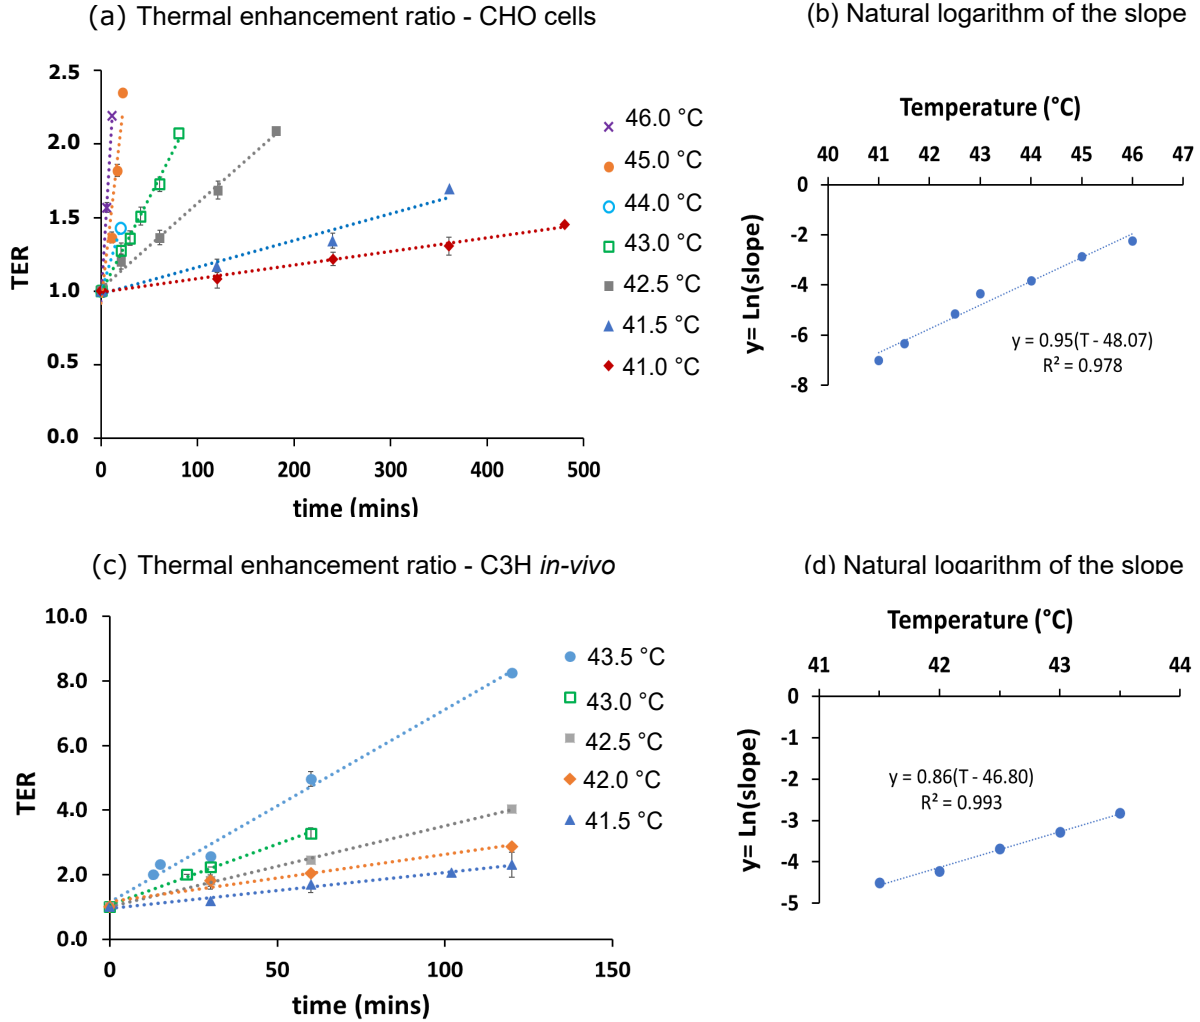 (a) Thermal enhancement ratio - CHO cells
2.5
2.0
1.5
1.0
0.5
0.0
TER
0 100 200 300 400 500
time (mins)
46.0 °C
45.0 °C
44.0 °C
43.0 °C
42.5 °C
41.5 °C
41.0 °C
(b) Natural logarithm of the slope
Temperature (°C)
40 41 42 43 44 45 46 47
0
-2
-4
-6
-8
y= Ln(slope)
y = 0.95(T - 48.07)
R² = 0.978
(c) Thermal enhancement ratio - C3H in-vivo
10.0
8.0
6.0
4.0
2.0
0.0
TER
0 50 100 150
time (mins)
43.5 °C
43.0 °C
42.5 °C
42.0 °C
41.5 °C
(d) Natural logarithm of the slope
Temperature (°C)
41 42 43 44
0
-1
-2
-3
-4
-5
y= Ln(slope)
y = 0.86(T - 46.80)
R² = 0.993